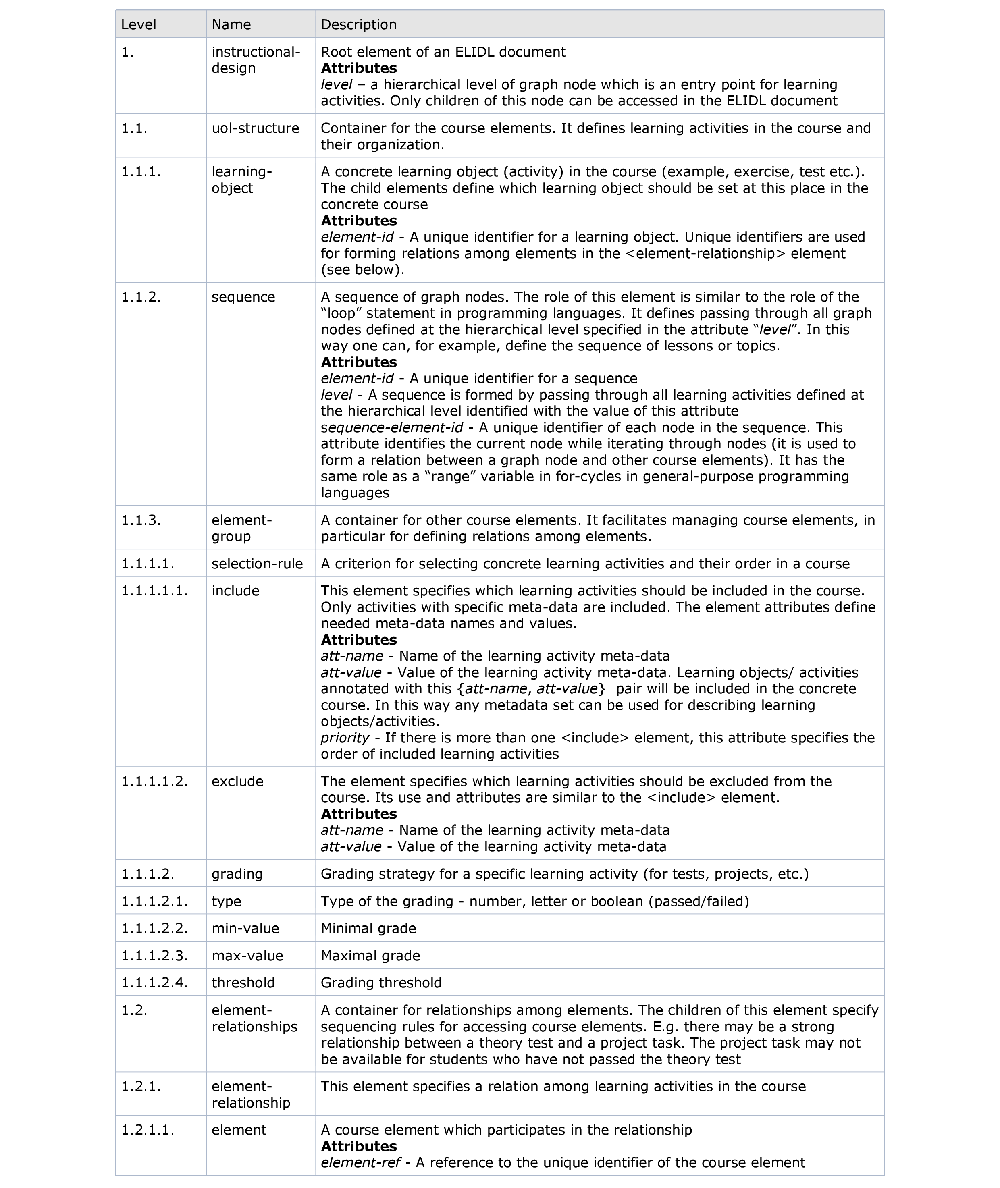 Level Name Description
1. instructional- Root element of an ELIDL document
design Attributes
level – a hierarchical level of graph node which is an entry point for learning
activities. Only children of this node can be accessed in the ELIDL document
1.1. uol-structure Container for the course elements. It defines learning activities in the course and
their organization.
1.1.1. learning- A concrete learning object (activity) in the course (example, exercise, test etc.).
object The child elements define which learning object should be set at this place in the
concrete course
Attributes
element-id - A unique identifier for a learning object. Unique identifiers are used
for forming relations among elements in the <element-relationship> element
(see below).
1.1.2. sequence A sequence of graph nodes. The role of this element is similar to the role of the
“loop” statement in programming languages. It defines passing through all graph
nodes defined at the hierarchical level specified in the attribute “level”. In this
way one can, for example, define the sequence of lessons or topics.
Attributes
element-id - A unique identifier for a sequence
level - A sequence is formed by passing through all learning activities defined at
the hierarchical level identified with the value of this attribute
sequence-element-id - A unique identifier of each node in the sequence. This
attribute identifies the current node while iterating through nodes (it is used to
form a relation between a graph node and other course elements). It has the
same role as a “range” variable in for-cycles in general-purpose programming
languages
1.1.3. element- A container for other course elements. It facilitates managing course elements, in
group particular for defining relations among elements.
1.1.1.1. selection-rule A criterion for selecting concrete learning activities and their order in a course
1.1.1.1.1. include This element specifies which learning activities should be included in the course.
Only activities with specific meta-data are included. The element attributes define
needed meta-data names and values.
Attributes
att-name - Name of the learning activity meta-data
att-value - Value of the learning activity meta-data. Learning objects/ activities
annotated with this {att-name, att-value} pair will be included in the concrete
course. In this way any metadata set can be used for describing learning
objects/activities.
priority - If there is more than one <include> element, this attribute specifies the
order of included learning activities
1.1.1.1.2. exclude The element specifies which learning activities should be excluded from the
course. Its use and attributes are similar to the <include> element.
Attributes
att-name - Name of the learning activity meta-data
att-value - Value of the learning activity meta-data
1.1.1.2. grading Grading strategy for a specific learning activity (for tests, projects, etc.)
1.1.1.2.1. type Type of the grading - number, letter or boolean (passed/failed)
1.1.1.2.2. min-value Minimal grade
1.1.1.2.3. max-value Maximal grade
1.1.1.2.4. threshold Grading threshold
1.2. element- A container for relationships among elements. The children of this element specify
relationships sequencing rules for accessing course elements. E.g. there may be a strong
relationship between a theory test and a project task. The project task may not
be available for students who have not passed the theory test
1.2.1. element- This element specifies a relation among learning activities in the course
relationship
1.2.1.1. element A course element which participates in the relationship
Attributes
element-ref - A reference to the unique identifier of the course element